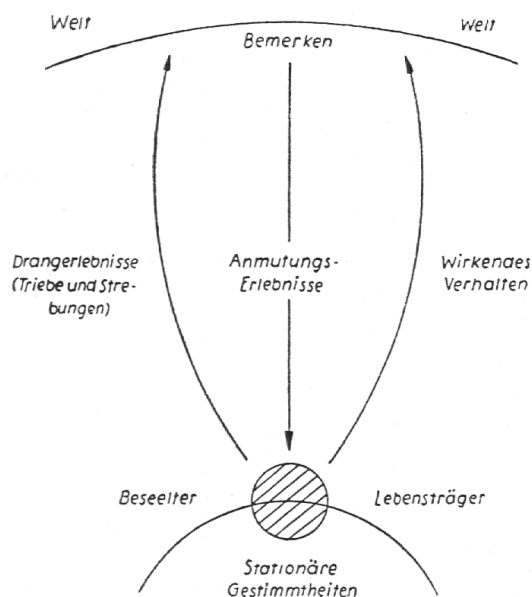 Welt
Welt
Bemerken
Drangerlebnisse
(Triebe und Stre-
bungen)
Anmutungs-
Erlebnisse
Wirkendes
Verhalten
Beseelter
Lebensträger
Stationäre
Gestimmtheiten